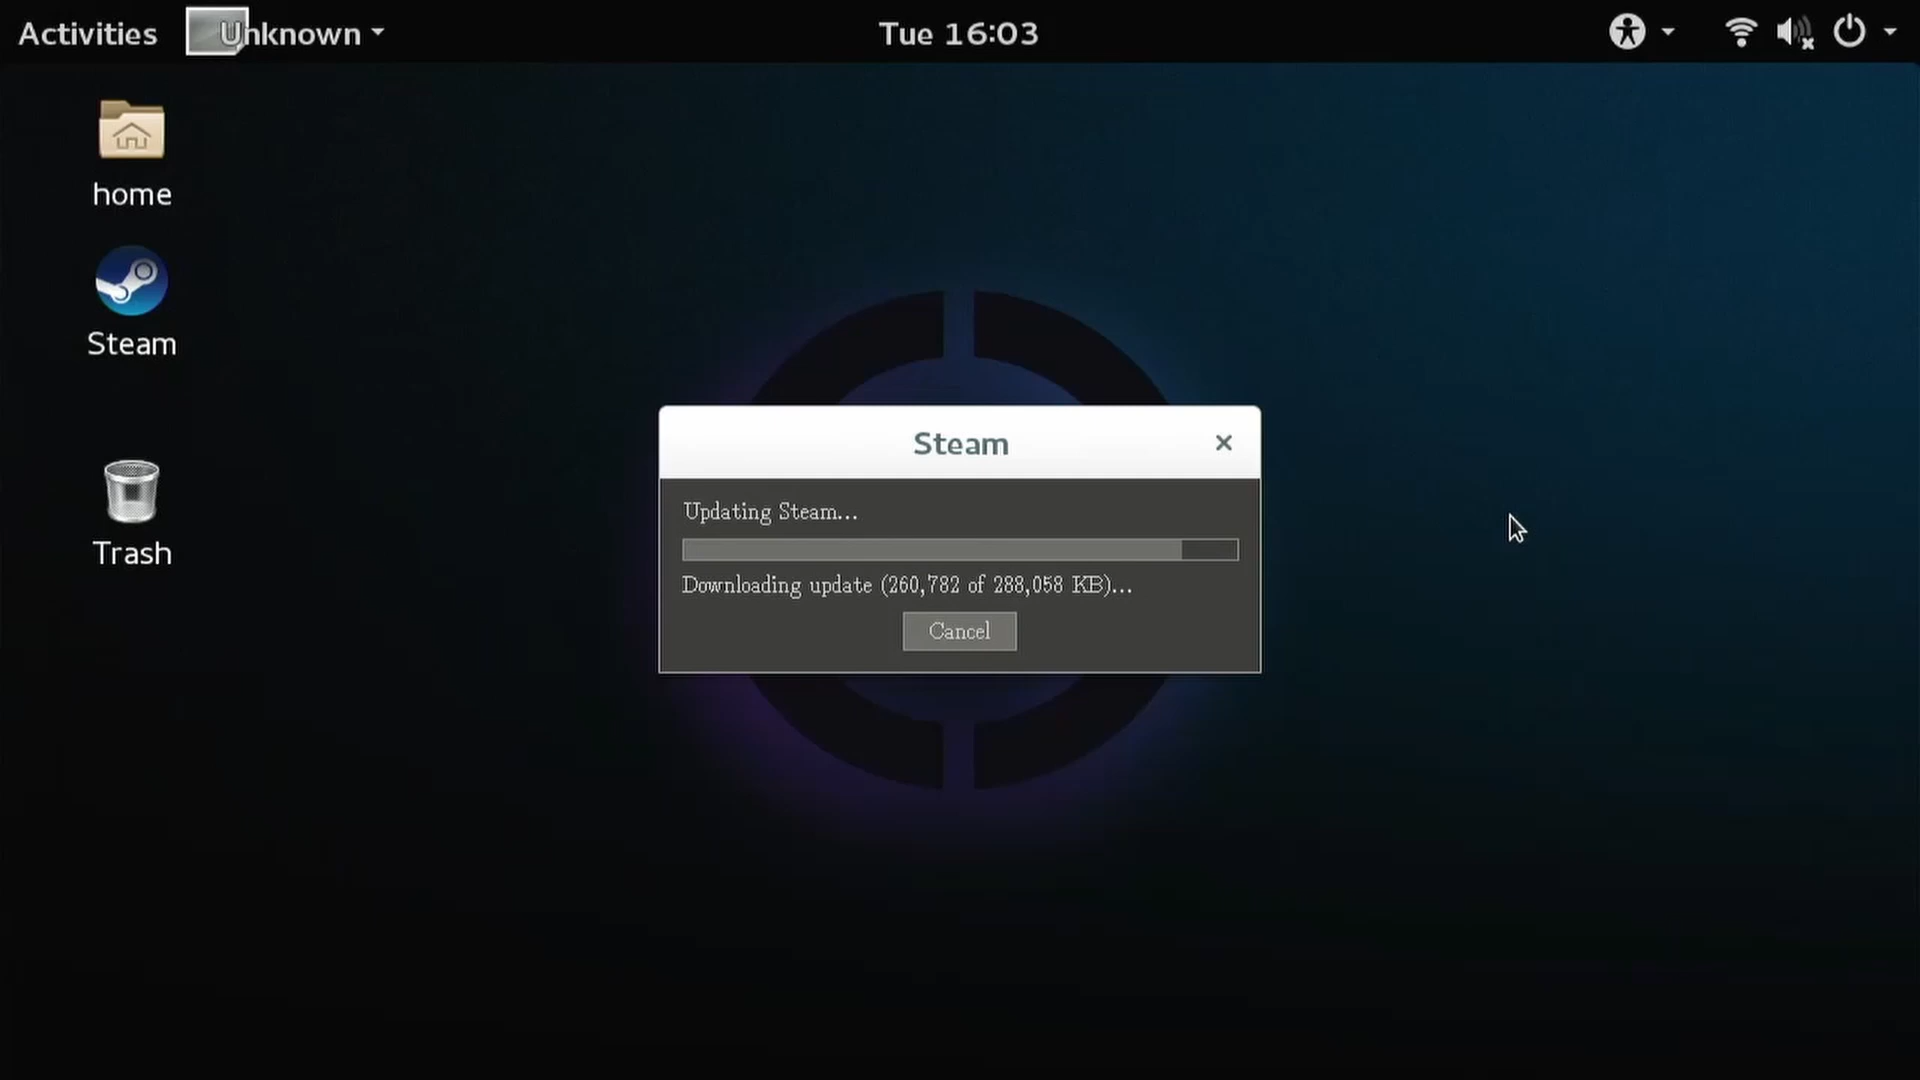 Activities Unknown Tue 16:03
home
Steam
Trash
Steam
Updating Steam...
Downloading update (260,782 of 288,058 KB)...
Cancel